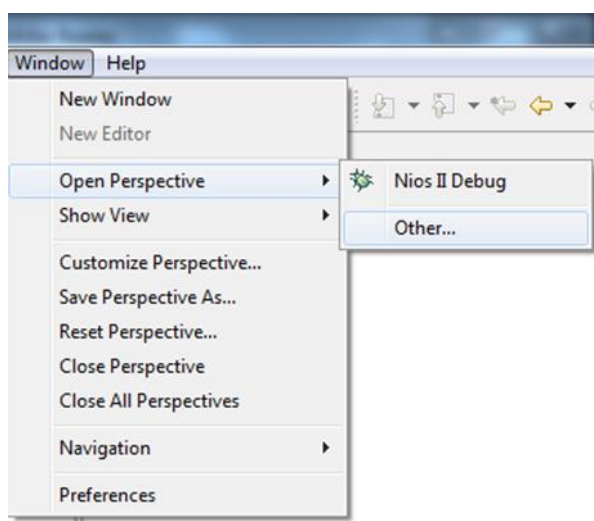 Window Help
New Window
New Editor
Open Perspective
Nios II Debug
Show View
Other...
Customize Perspective...
Save Perspective As...
Reset Perspective...
Close Perspective
Close All Perspectives
Navigation
Preferences